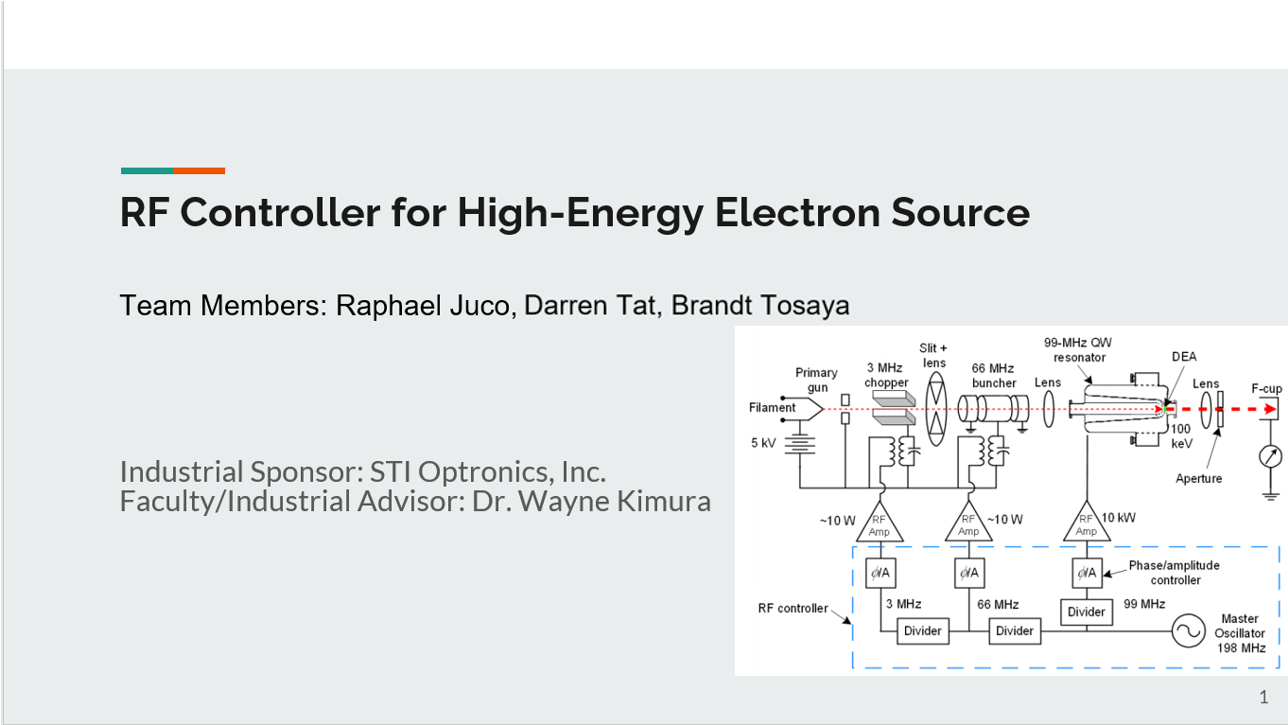 RF Controller for High-Energy Electron Source
Team Members: Raphael Juco, Darren Tat, Brandt Tosaya
Industrial Sponsor: STI Optronics, Inc.
Faculty/Industrial Advisor: Dr. Wayne Kimura
Primary
gun
Filament
5 kV
3 MHz
chopper
Slit +
lens
66 MHz
buncher
Lens
99-MHz QW
resonator
DEA
Lens
F-cup
100
keV
Aperture
~10 W
RF
Amp
RF
Amp
~10 W
RF
Amp
10 kW
ϕ/A
ϕ/A
ϕ/A
Phase/amplitude
controller
RF controller
3 MHz
66 MHz
99 MHz
Divider
Divider
Divider
Master
Oscillator
198 MHz
1